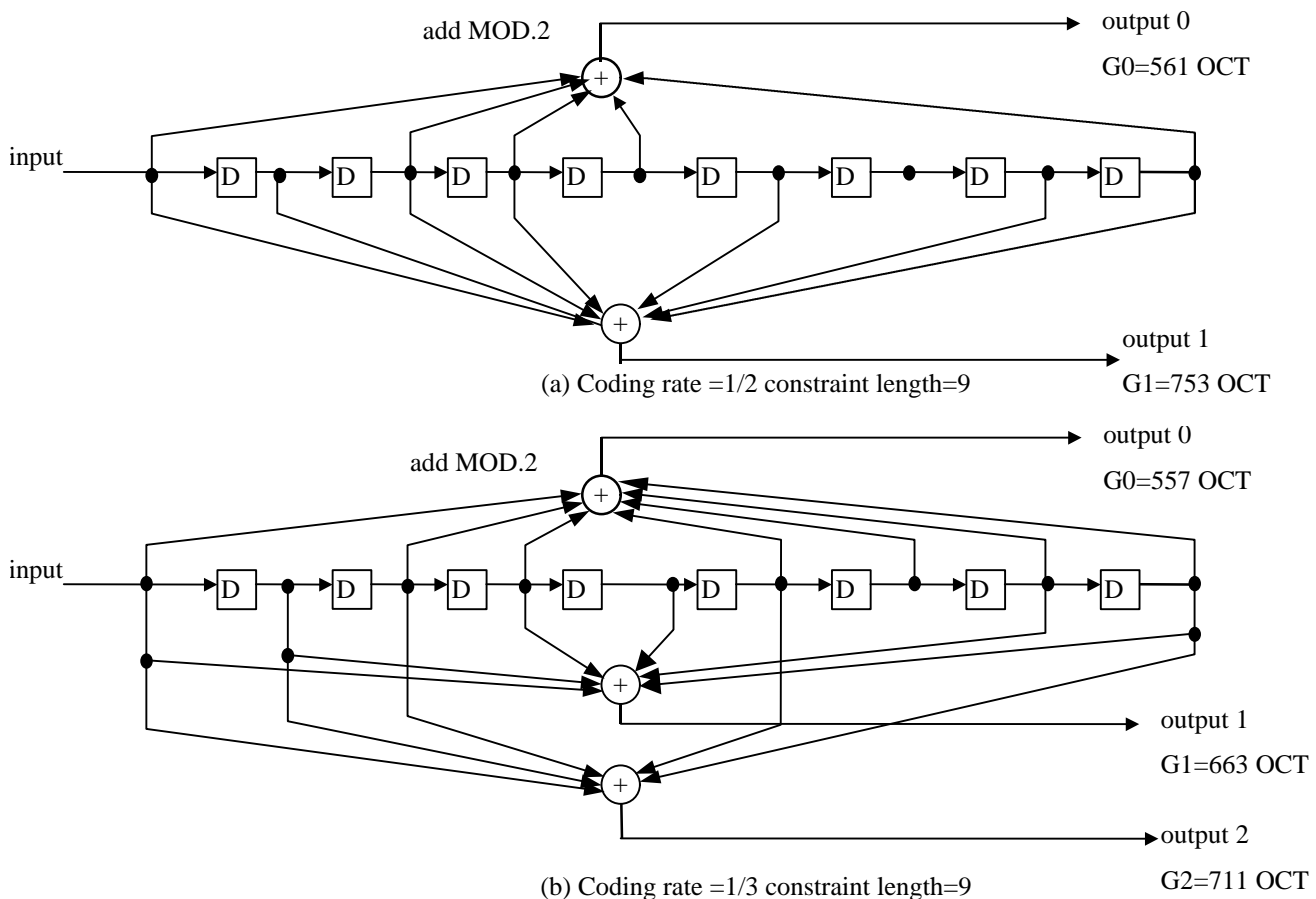 output 0
add MOD.2
G0=561 OCT
+
input
D D D D D D D D
+
output 1
(a) Coding rate =1/2 constraint length=9
G1=753 OCT
output 0
add MOD.2
G0=557 OCT
+
input
D D D D D D D D
+
output 1
G1=663 OCT
+
output 2
(b) Coding rate =1/3 constraint length=9
G2=711 OCT